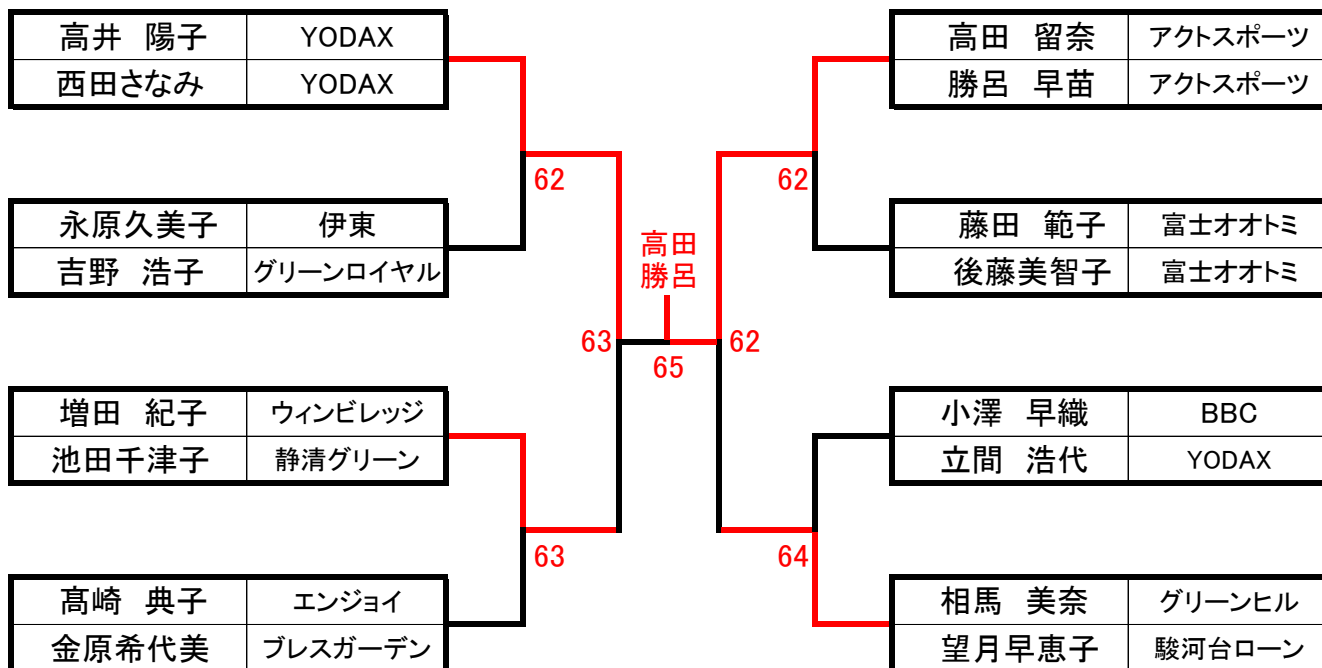 高井　陽子 YODAX
西田さなみ YODAX
62
永原久美子 伊東
吉野　浩子 グリーンロイヤル
63
増田　紀子 ウィンビレッジ
池田千津子 静清グリーン
63
髙崎　典子 エンジョイ
金原希代美 ブレスガーデン
高田
勝呂
65
高田　留奈 アクトスポーツ
勝呂　早苗 アクトスポーツ
62
藤田　範子 富士オオトミ
後藤美智子 富士オオトミ
62
小澤　早織 BBC
立間　浩代 YODAX
64
相馬　美奈 グリーンヒル
望月早恵子 駿河台ローン